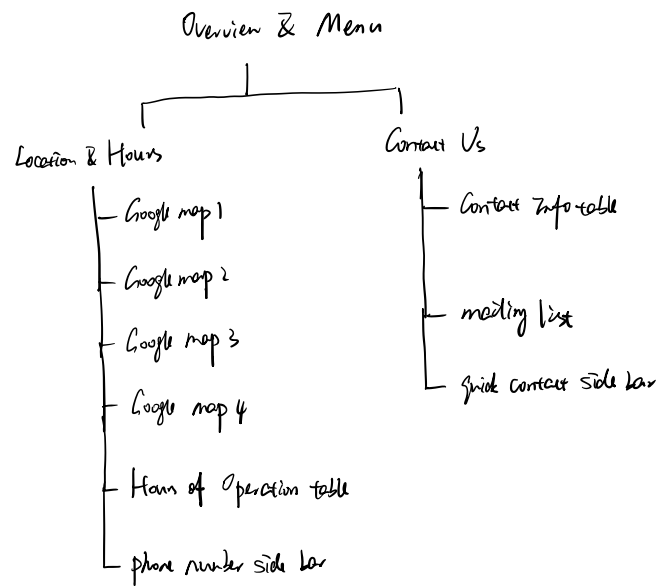 Overview & Menu
Location & Hours
Google map 1
Google map 2
Google map 3
Google map 4
Hours of Operation table
phone number side bar
Contact Us
Contact Info table
mailing list
quick contact side bar